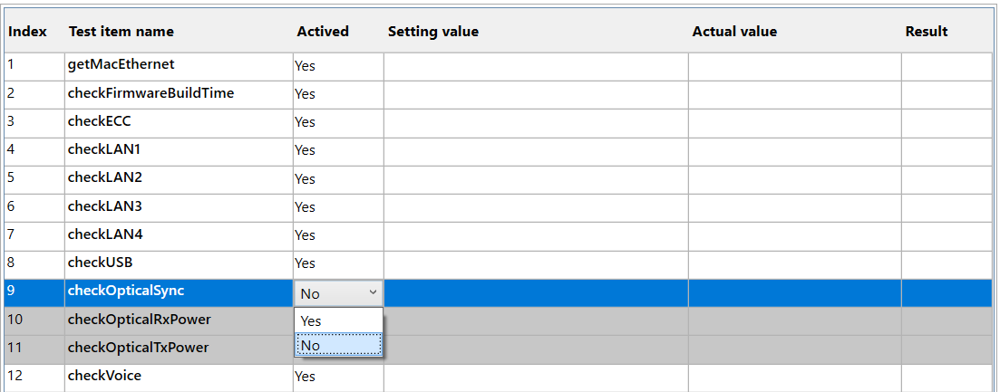 Index Test item name Actived Setting value Actual value Result
1 getMacEthernet Yes
2 checkFirmwareBuildTime Yes
3 checkECC Yes
4 checkLAN1 Yes
5 checkLAN2 Yes
6 checkLAN3 Yes
7 checkLAN4 Yes
8 checkUSB Yes
9 checkOpticalSync No
10 checkOpticalRxPower Yes
11 checkOpticalTxPower No
12 checkVoice Yes